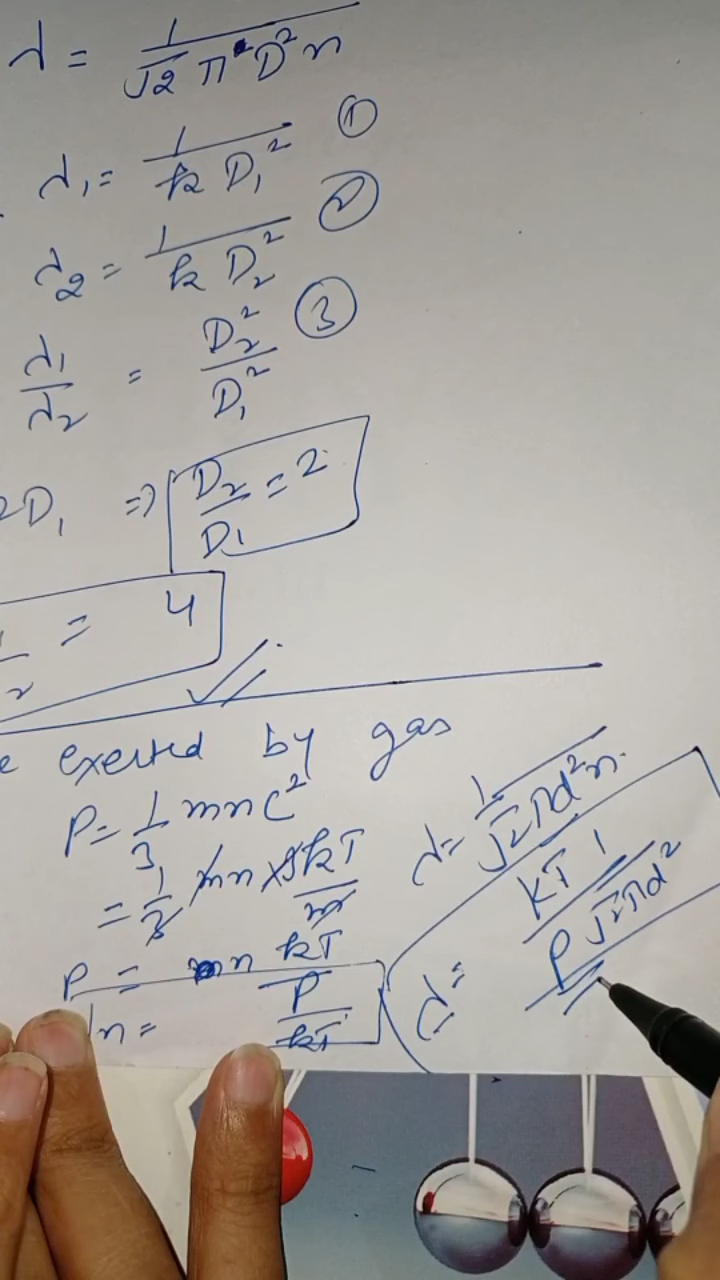 λ = 1/(√2 π D² n)
λ₁ = 1/(k D₁²) ①
λ₂ = 1/(k D₂²) ②
λ₁/λ₂ = D₂²/D₁² ③
2D₁ ⇒ D₂/D₁ = 2
= 4
exerted by gas
P = 1/3 mnc²
= 1/3 mn × 3kT/m
P = n kT
n = P/kT
λ = 1/(√2 πd²n)
λ = kT 1/(P √2 πd²)